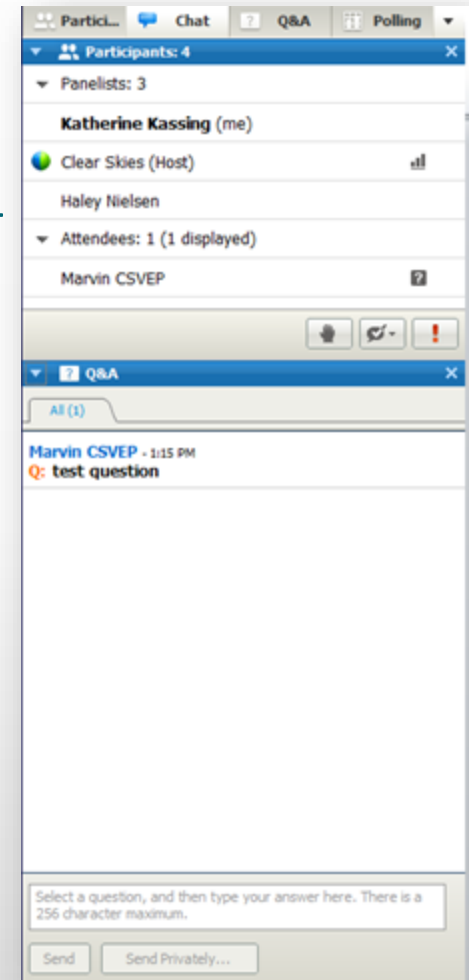 Partici... Chat ? Q&A Polling
Participants: 4
Panelists: 3
Katherine Kassing (me)
Clear Skies (Host)
Haley Nielsen
Attendees: 1 (1 displayed)
Marvin CSVEP ?
!
? Q&A
All (1)
Marvin CSVEP - 1:15 PM
Q: test question
Select a question, and then type your answer here. There is a
256 character maximum.
Send Send Privately...